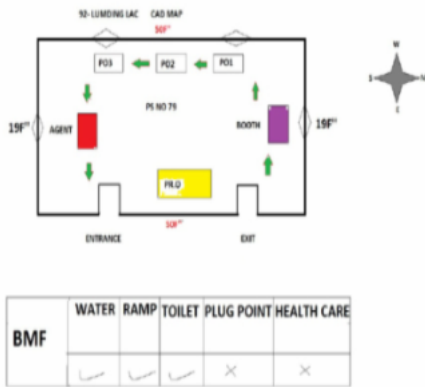 92- LUMDING LAC CAD MAP
50F"
PO3 PO2 PO1
PS NO 79
19F" AGENT BOOTH 19F"
PR.O
50F"
ENTRANCE EXIT
N
S
E
BMF WATER RAMP TOILET PLUG POINT HEALTH CARE